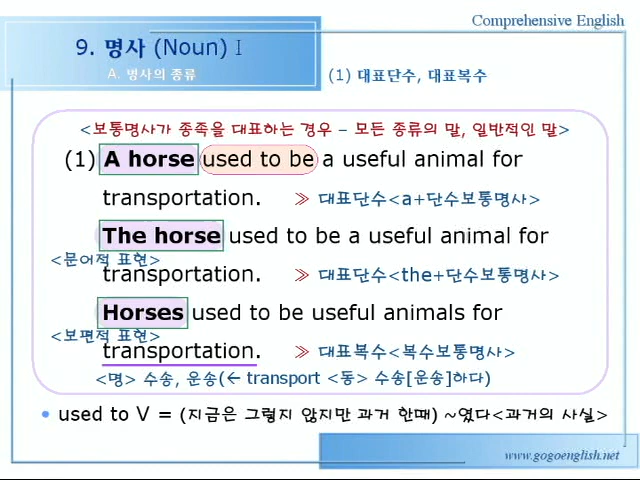 Comprehensive English
9. 명사 (Noun) I
A. 명사의 종류
(1) 대표단수, 대표복수
<보통명사가 종족을 대표하는 경우 – 모든 종류의 말, 일반적인 말>
(1) A horse used to be a useful animal for
transportation. ≫ 대표단수<a+단수보통명사>
The horse used to be a useful animal for
<문어적 표현>
transportation. ≫ 대표단수<the+단수보통명사>
Horses used to be useful animals for
<보편적 표현>
transportation. ≫ 대표복수<복수보통명사>
<명> 수송, 운송(← transport <동> 수송[운송]하다)
• used to V = (지금은 그렇지 않지만 과거 한때) ~였다<과거의 사실>
www.gogoenglish.net